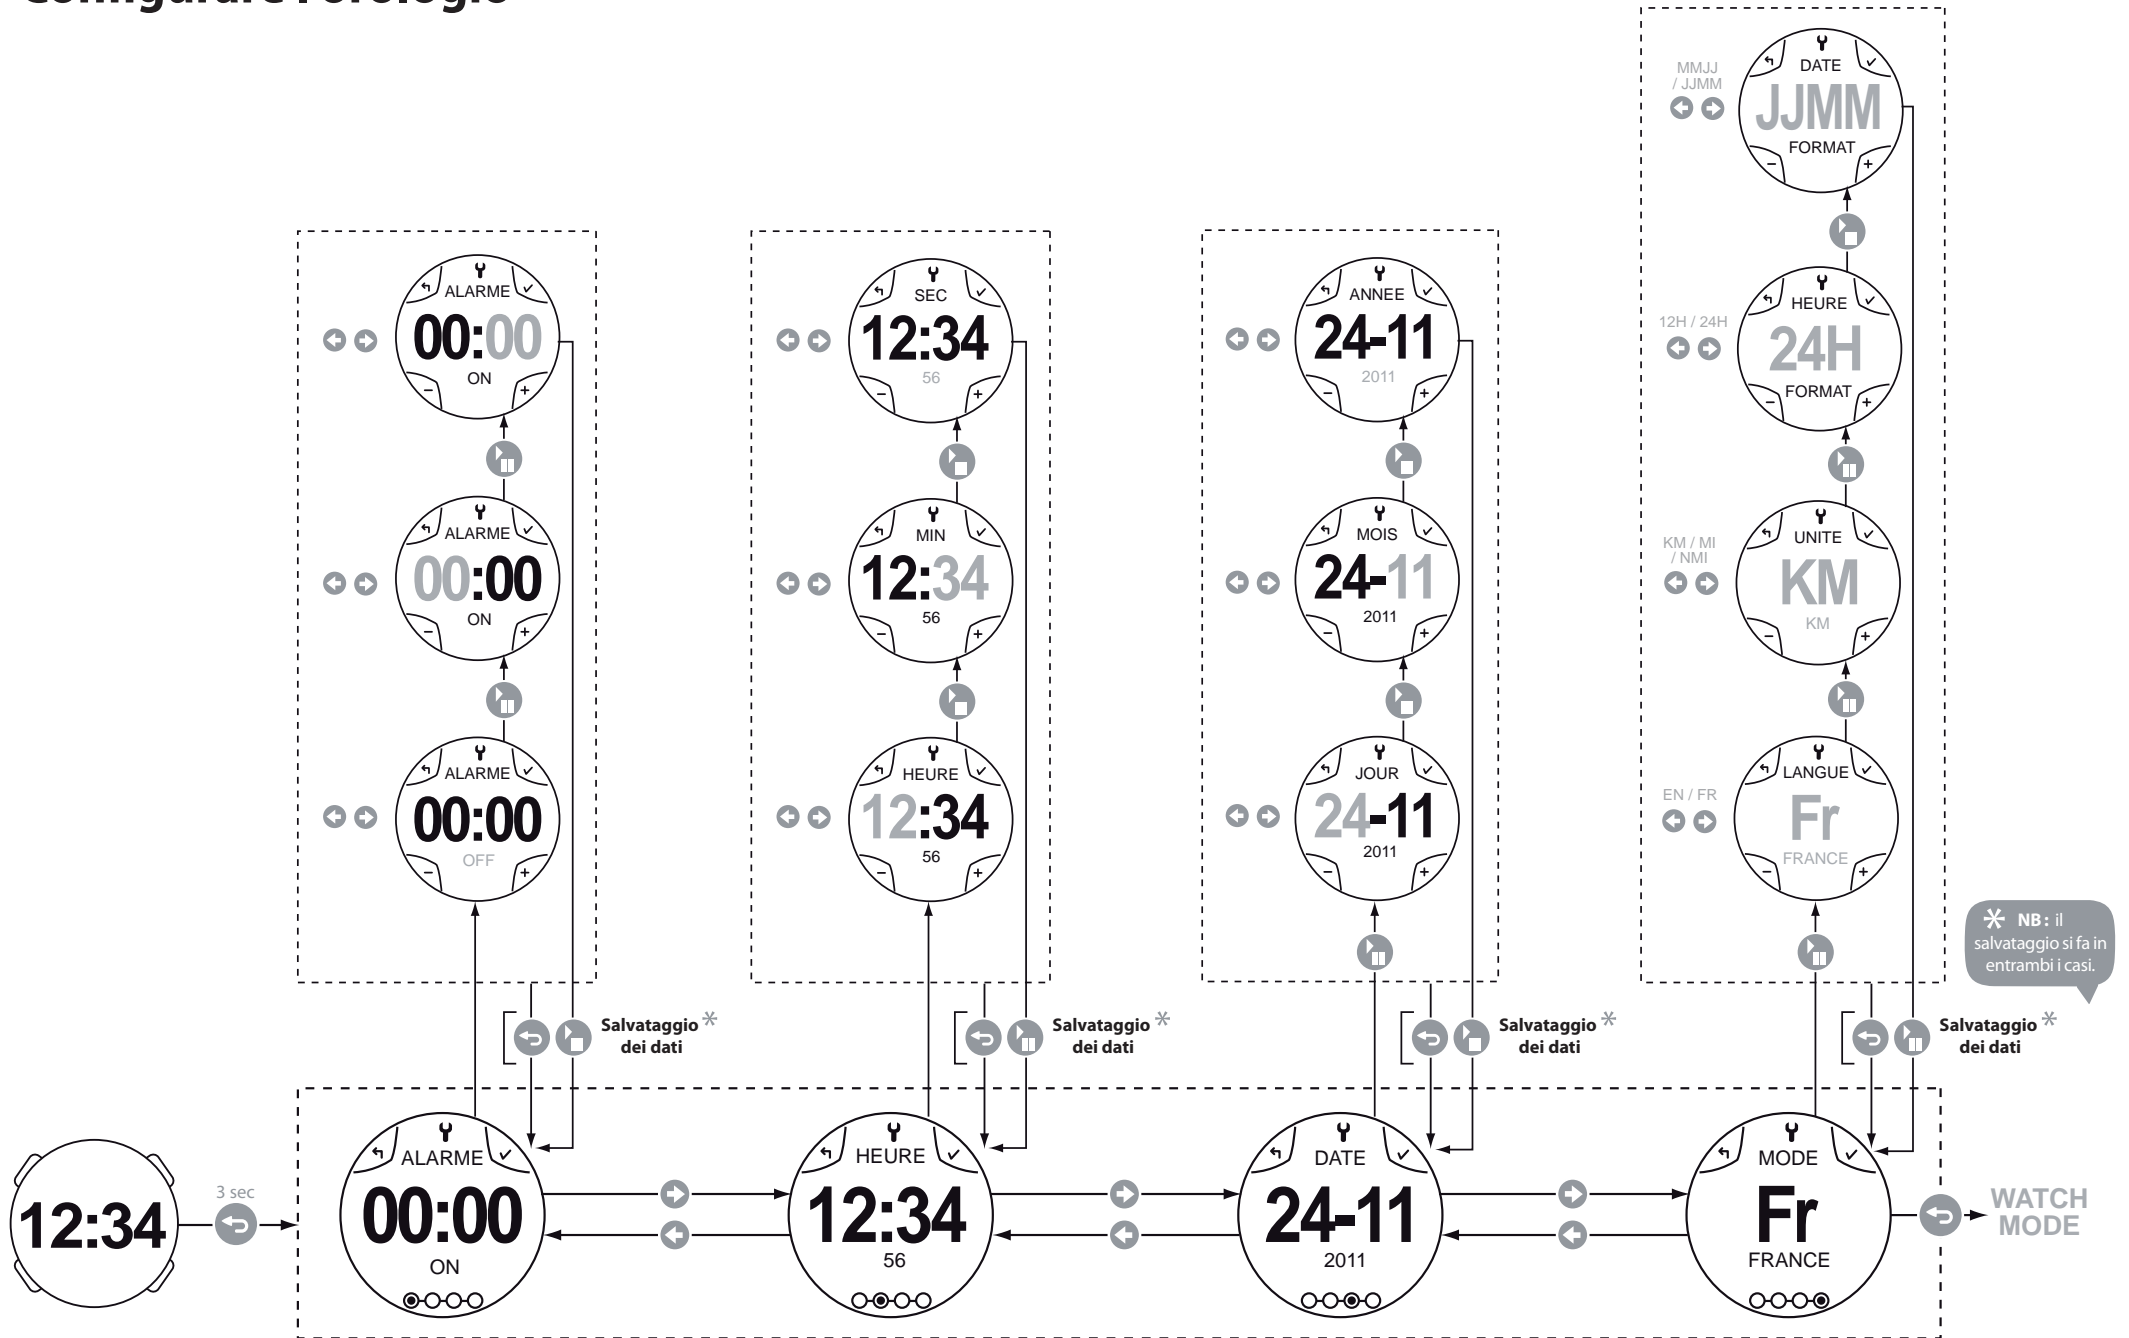 Configurare l'orologio
MMJJ
/ JJMM
DATE
JJMM
FORMAT
12H / 24H
HEURE
24H
FORMAT
KM / MI
/ NMI
UNITE
KM
KM
EN / FR
LANGUE
Fr
FRANCE
ALARME
00:00
ON
ALARME
00:00
ON
ALARME
00:00
OFF
SEC
12:34
56
MIN
12:34
56
HEURE
12:34
56
ANNEE
24-11
2011
MOIS
24-11
2011
JOUR
24-11
2011
* NB : il
salvataggio si fa in
entrambi i casi.
Salvataggio *
dei dati
Salvataggio *
dei dati
Salvataggio *
dei dati
Salvataggio *
dei dati
12:34
3 sec
ALARME
00:00
ON
HEURE
12:34
56
DATE
24-11
2011
MODE
Fr
FRANCE
WATCH
MODE